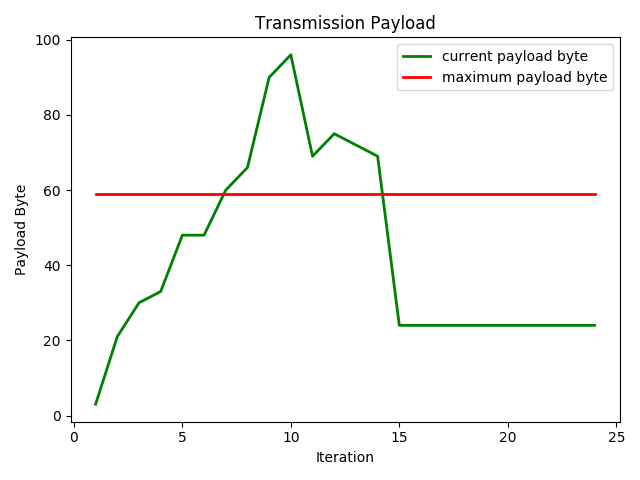 Transmission Payload
current payload byte
maximum payload byte
100
80
60
40
20
0
Payload Byte
0 5 10 15 20 25
Iteration